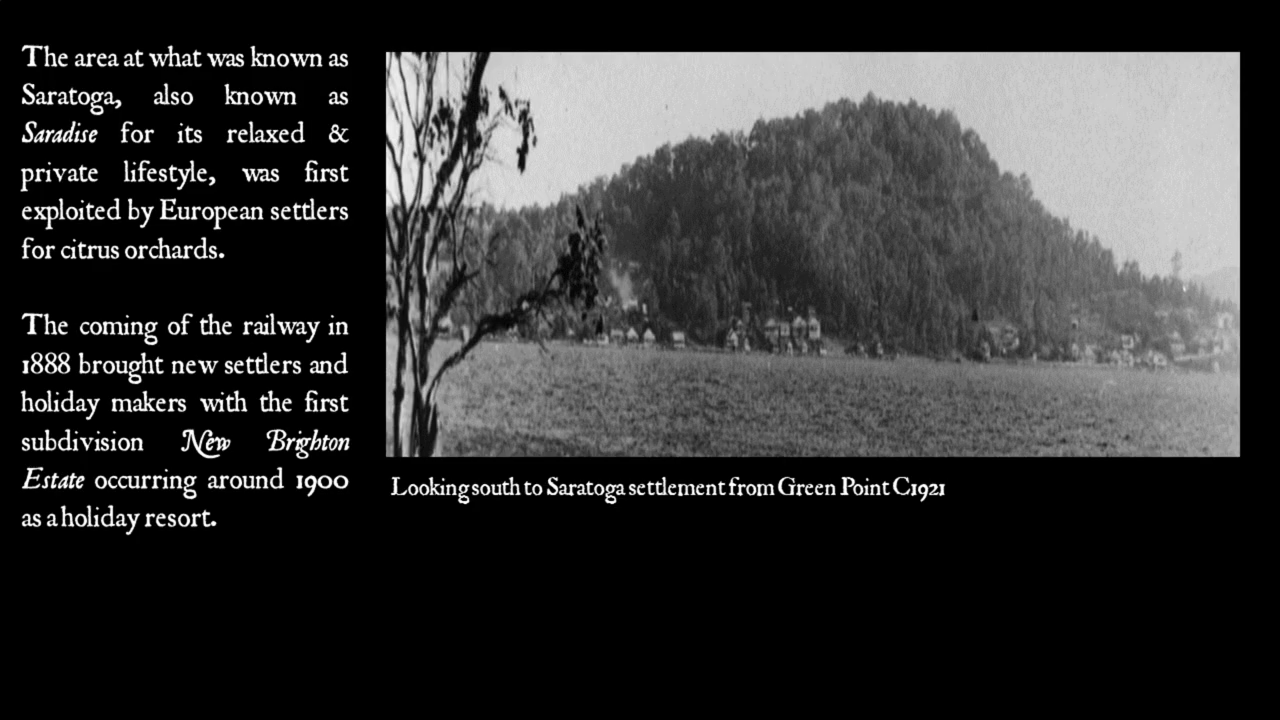 The area at what was known as
Saratoga, also known as
Saradise for its relaxed &
private lifestyle, was first
exploited by European settlers
for citrus orchards.
The coming of the railway in
1888 brought new settlers and
holiday makers with the first
subdivision New Brighton
Estate occurring around 1900
as a holiday resort.
Looking south to Saratoga settlement from Green Point C1921